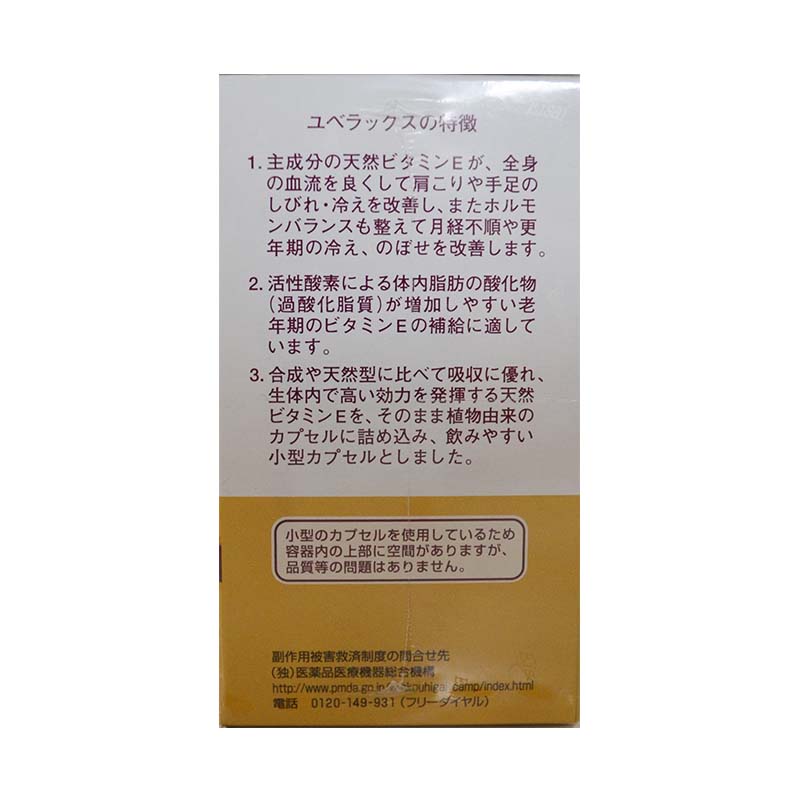 ユベラックスの特徴
1. 主成分の天然ビタミンEが、全身
の血流を良くして肩こりや手足の
しびれ・冷えを改善し、またホルモ
ンバランスも整えて月経不順や更
年期の冷え、のぼせを改善します。
2. 活性酸素による体内脂肪の酸化物
(過酸化脂質)が増加しやすい老
年期のビタミンEの補給に適して
います。
3. 合成や天然型に比べて吸収に優れ、
生体内で高い効力を発揮する天然
ビタミンEを、そのまま植物由来の
カプセルに詰め込み、飲みやすい
小型カプセルとしました。
小型のカプセルを使用しているため
容器内の上部に空間がありますが、
品質等の問題はありません。
副作用被害救済制度の問合せ先
(独)医薬品医療機器総合機構
電話 0120-149-931(フリーダイヤル)